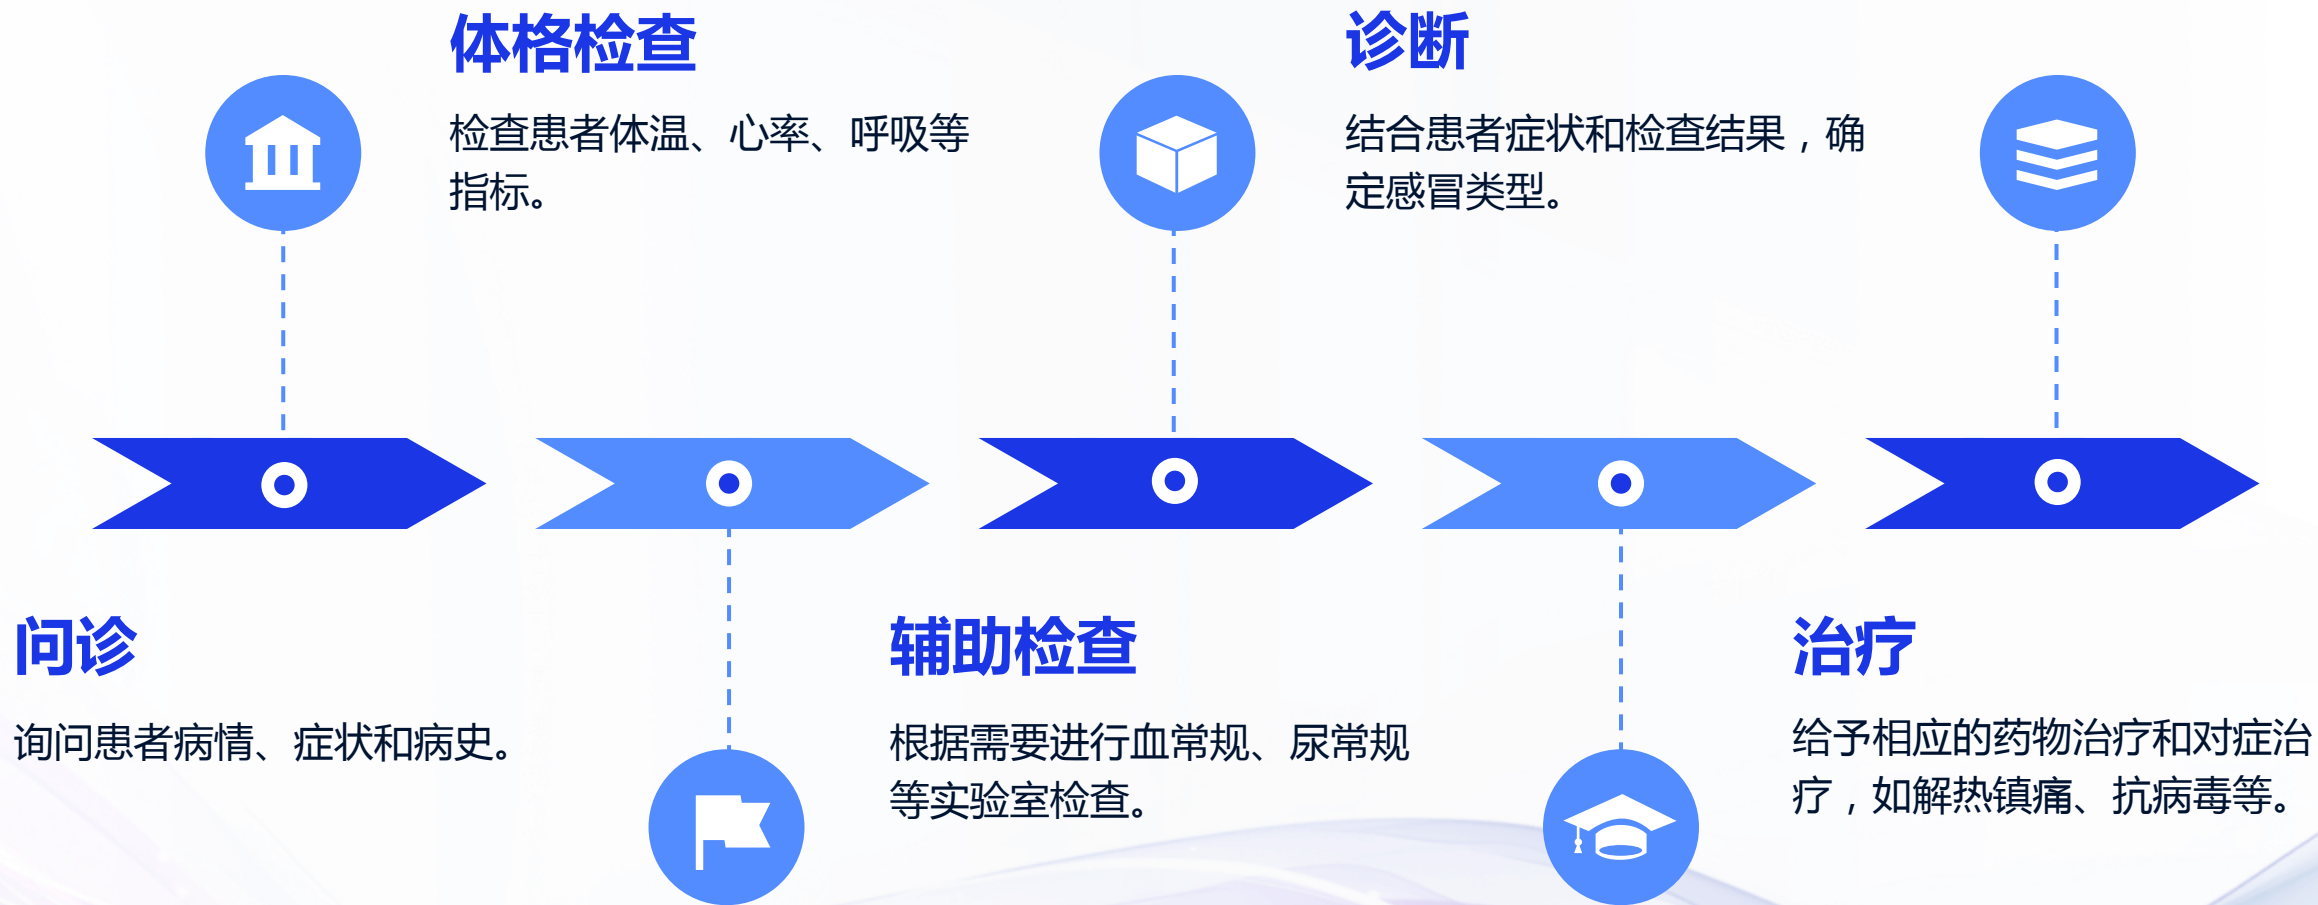 问诊
询问患者病情、症状和病史。
体格检查
检查患者体温、心率、呼吸等
指标。
辅助检查
根据需要进行血常规、尿常规
等实验室检查。
诊断
结合患者症状和检查结果，确
定感冒类型。
治疗
给予相应的药物治疗和对症治
疗，如解热镇痛、抗病毒等。